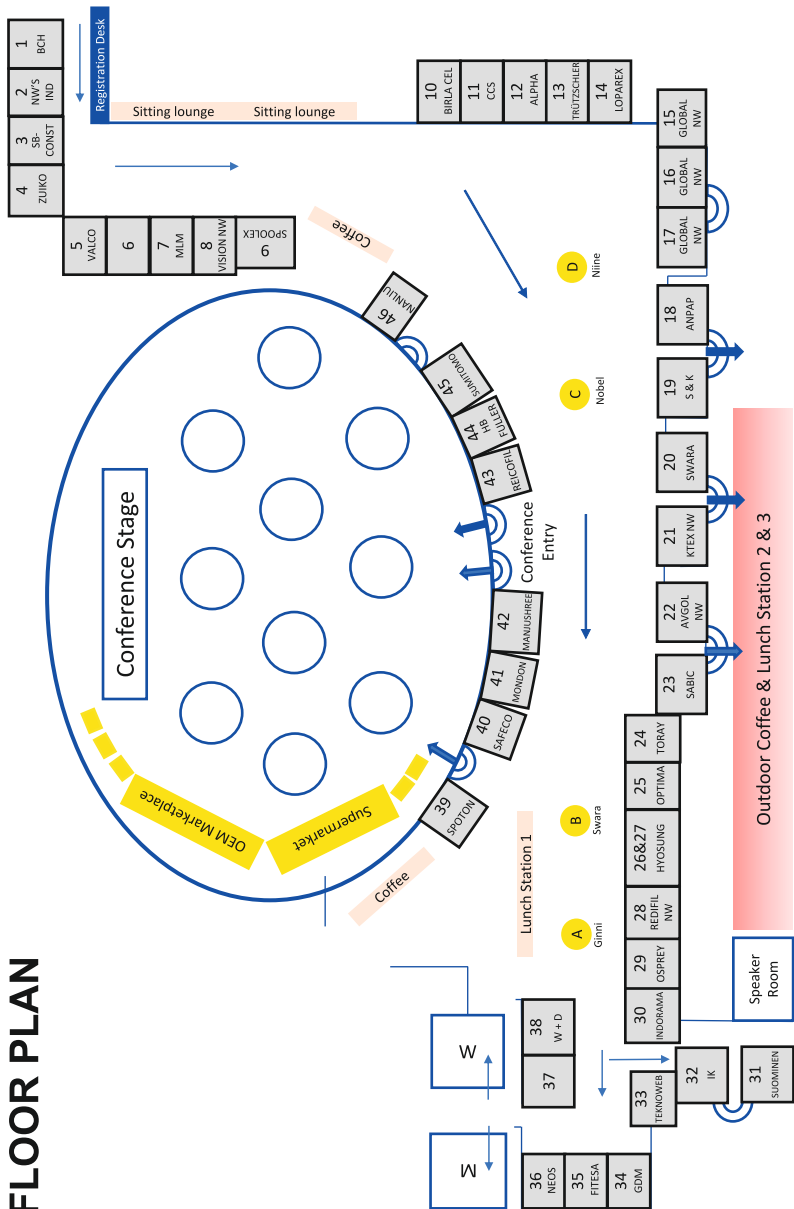 FLOOR PLAN
1
BCH
2
NW'S
IND
3
SB-
CONST
4
ZUIKO
Registration Desk
Sitting lounge
Sitting lounge
5
VALCO
6
7
MLM
8
VISION NW
9
SPOOLEX
10
BIRLA CEL
11
CCS
12
ALPHA
13
TRÜTZSCHLER
14
LOPAREX
15
GLOBAL
NW
16
GLOBAL
NW
17
GLOBAL
NW
18
ANPAP
19
S & K
20
SWARA
21
KTEX NW
22
AVGOL
NW
23
SABIC
24
TORAY
25
OPTIMA
26&27
HYOSUNG
28
REDIFIL
NW
29
OSPREY
30
INDORAMA
31
SUOMINEN
32
IK
33
TEKNOWEB
34
GDM
35
FITESA
36
NEOS
37
38
W + D
39
SPOTON
40
SAFECO
41
MONDON
42
MANJUSHREE
43
REICOFIL
44
HB
FULLER
45
SUMITOMO
46
NANLIU
Coffee
Coffee
Conference Stage
OEM Marketplace
Supermarket
Conference
Entry
Lunch Station 1
A
Ginni
B
Swara
C
Nobel
D
Niine
Outdoor Coffee & Lunch Station 2 & 3
Speaker
Room
W
M